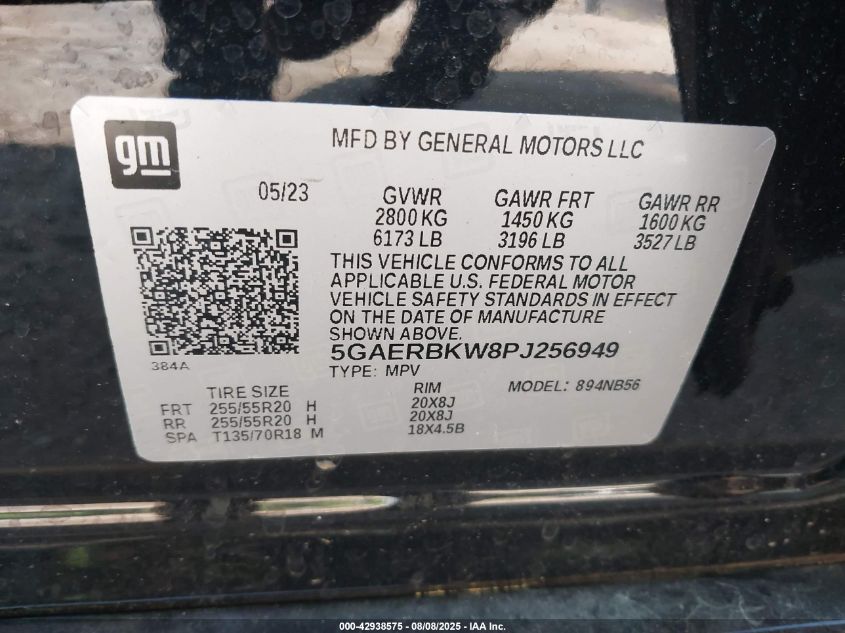 gm
MFD BY GENERAL MOTORS LLC
05/23
GVWR
2800 KG
6173 LB
GAWR FRT
1450 KG
3196 LB
GAWR RR
1600 KG
3527 LB
THIS VEHICLE CONFORMS TO ALL
APPLICABLE U.S. FEDERAL MOTOR
VEHICLE SAFETY STANDARDS IN EFFECT
ON THE DATE OF MANUFACTURE
SHOWN ABOVE.
384A
5GAERBKW8PJ256949
TYPE: MPV
MODEL: 894NB56
TIRE SIZE RIM
FRT 255/55R20 H 20X8J
RR 255/55R20 H 20X8J
SPA T135/70R18 M 18X4.5B
000-42938575 - 08/08/2025 - IAA Inc.